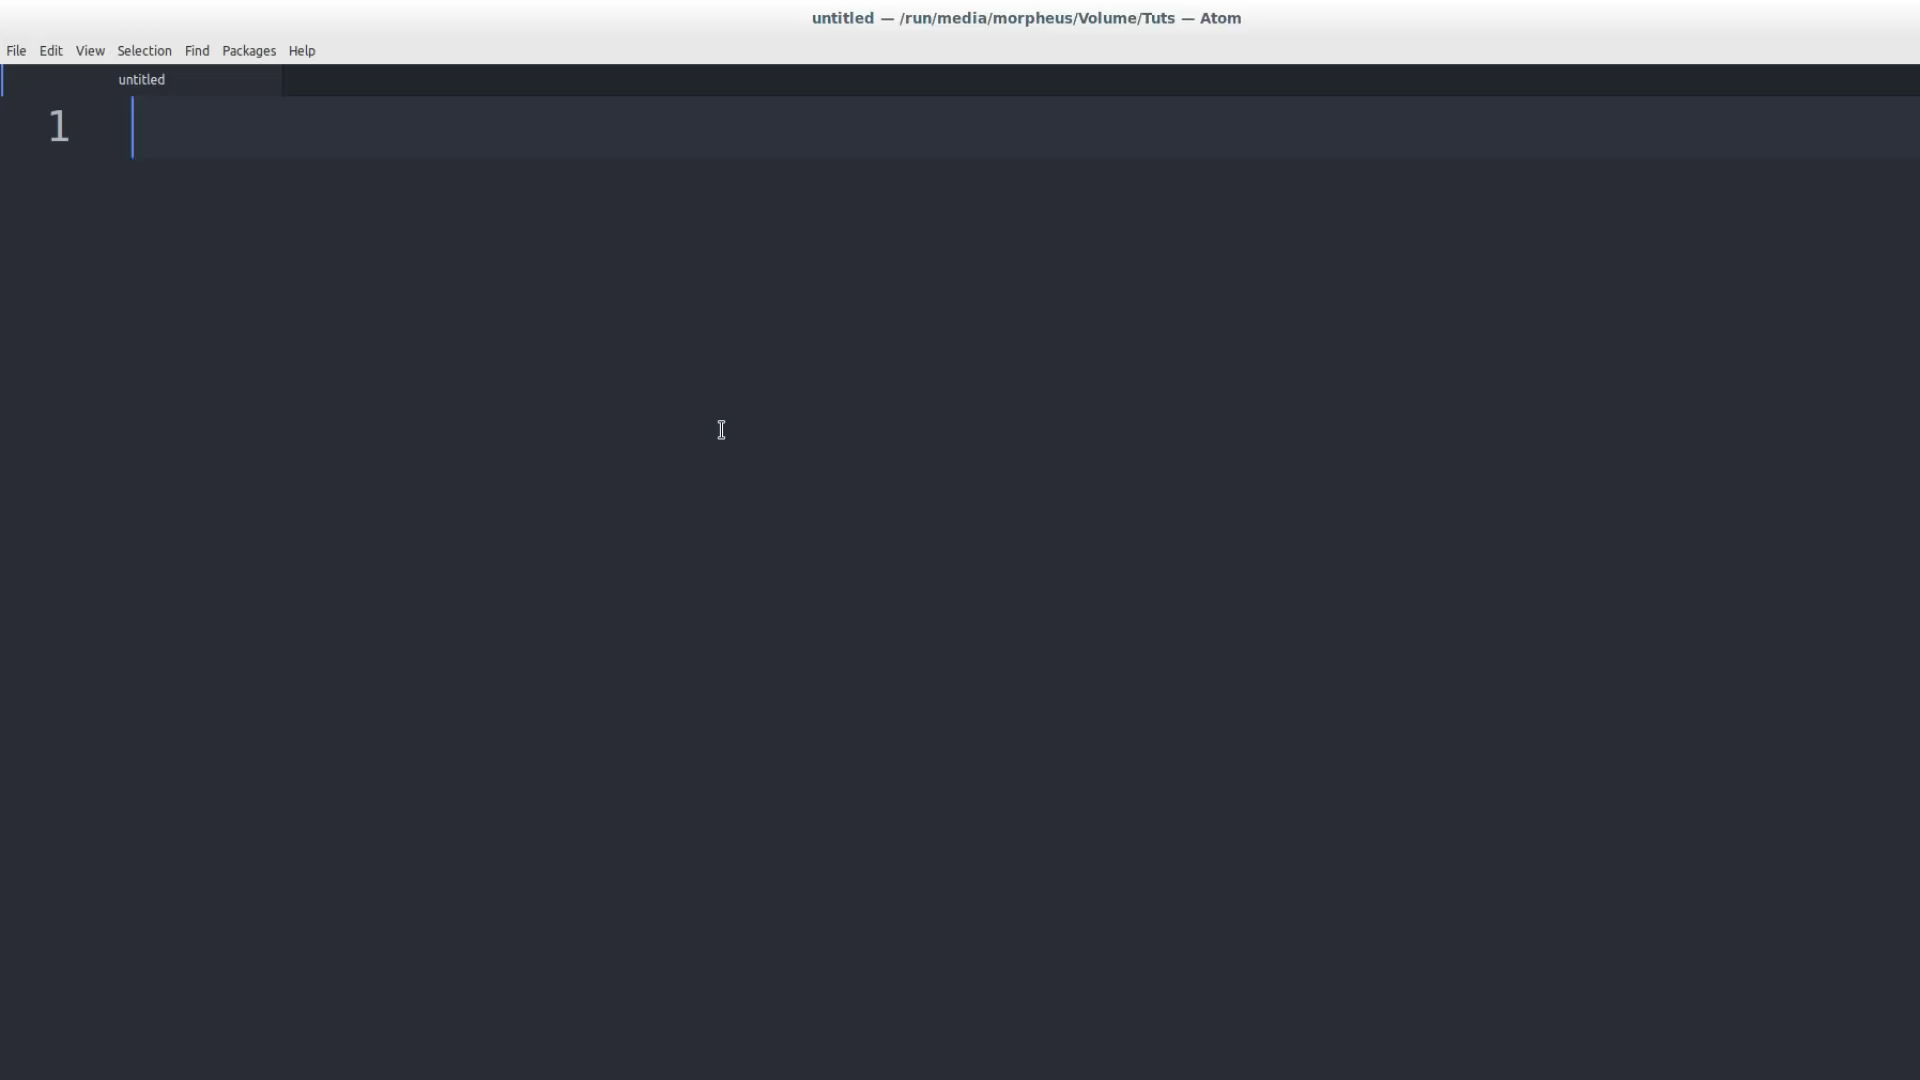 untitled — /run/media/morpheus/Volume/Tuts — Atom
File Edit View Selection Find Packages Help
untitled
1